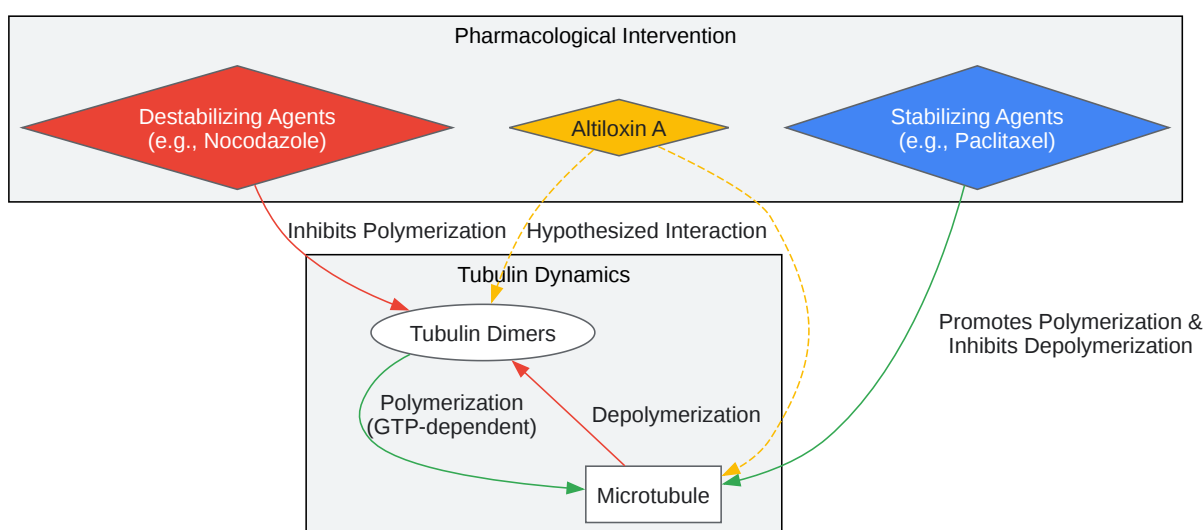 Pharmacological Intervention
Destabilizing Agents
(e.g., Nocodazole)
Altiloxin A
Stabilizing Agents
(e.g., Paclitaxel)
Inhibits Polymerization
Hypothesized Interaction
Tubulin Dynamics
Tubulin Dimers
Promotes Polymerization &
Inhibits Depolymerization
Polymerization
(GTP-dependent)
Depolymerization
Microtubule